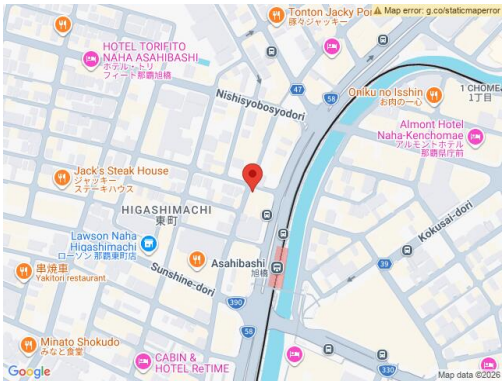 Tonton Jacky Por
豚々ジャッキー
Map error: g.co/staticmaperror
HOTEL TORIFITO
NAHA ASAHIBASHI
ホテル・トリ
フィート那覇旭橋
47
58
Nishisyobosyodori
Oniku no Isshin
お肉の一心
1 CHOME
1丁目
Almont Hotel
Naha-Kenchomae
アルモントホテル
那覇県庁前
Jack's Steak House
ジャッキー
ステーキハウス
HIGASHIMACHI
東町
Lawson Naha
Higashimachi
ローソン 那覇東町店
Kokusai-dori
39
Asahibashi
旭橋
串焼車
Yakitori restaurant
Sunshine-dori
390
58
Minato Shokudo
みなと食堂
CABIN &
HOTEL ReTIME
330
Google
Map data ©2026